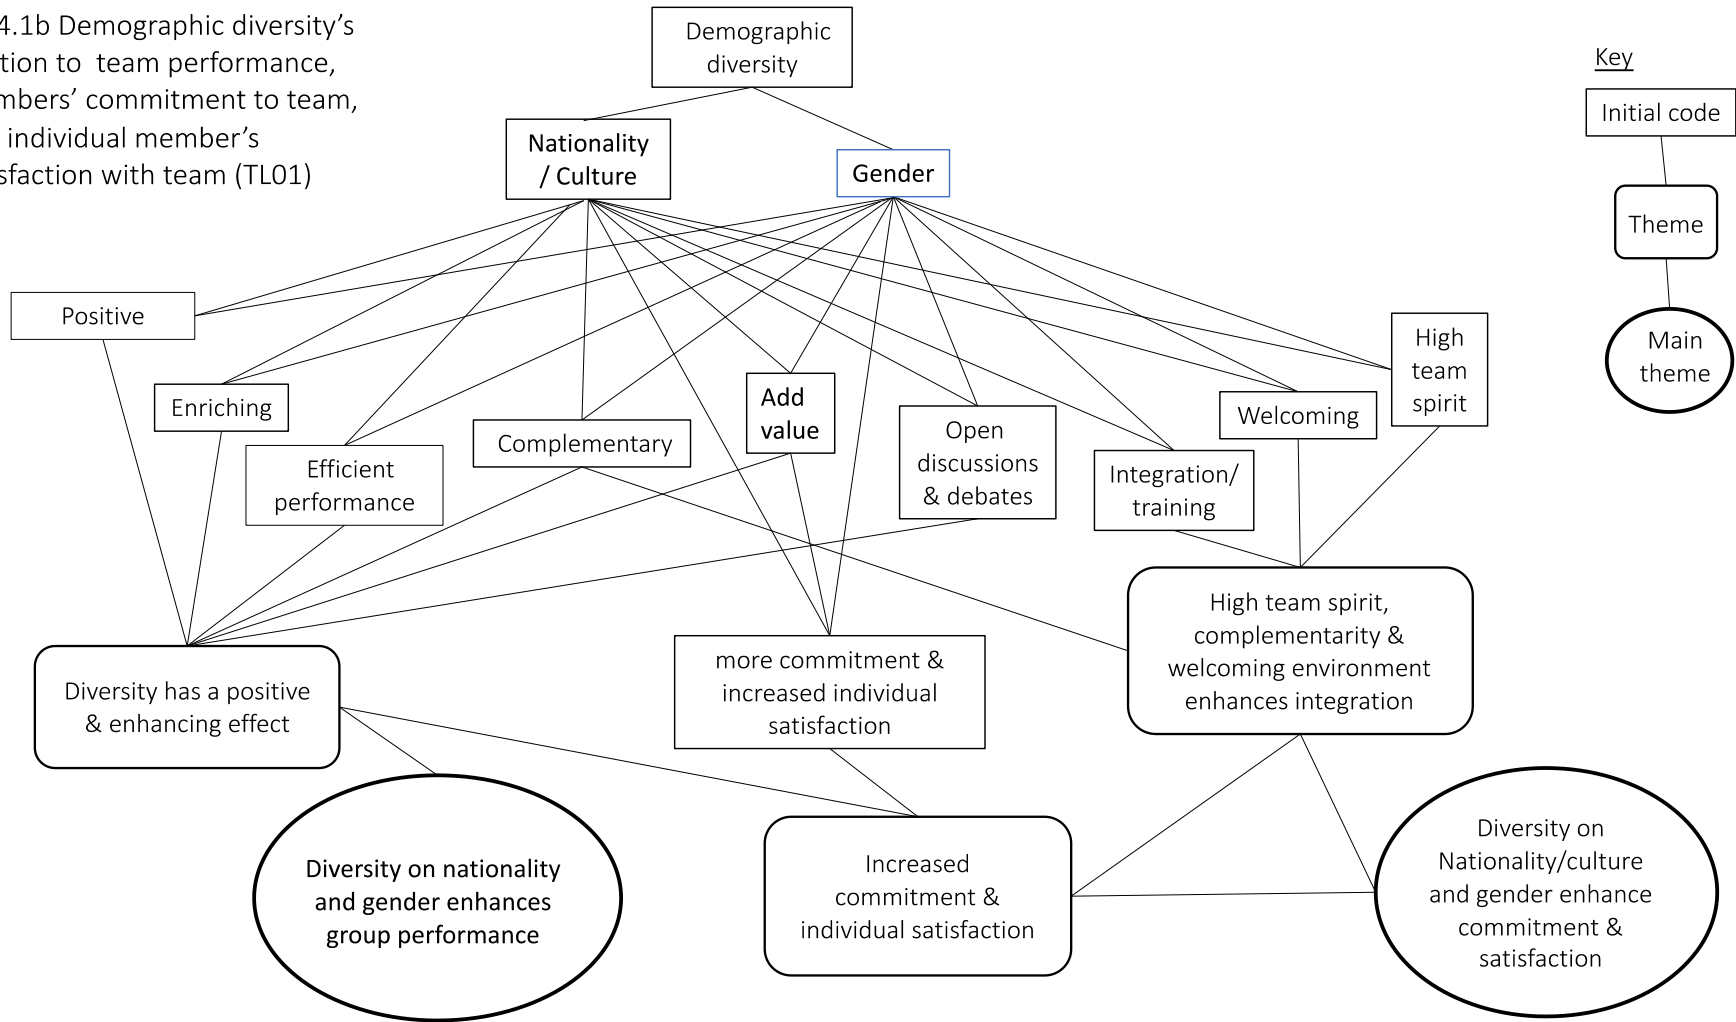 4.1b Demographic diversity's
tion to team performance,
mbers' commitment to team,
individual member's
sfaction with team (TL01)
Demographic
diversity
Key
Initial code
Theme
Main
theme
Nationality
/ Culture
Gender
Positive
Enriching
Efficient
performance
Complementary
Add
value
Open
discussions
& debates
Integration/
training
Welcoming
High
team
spirit
Diversity has a positive
& enhancing effect
more commitment &
increased individual
satisfaction
High team spirit,
complementarity &
welcoming environment
enhances integration
Diversity on nationality
and gender enhances
group performance
Increased
commitment &
individual satisfaction
Diversity on
Nationality/culture
and gender enhance
commitment &
satisfaction